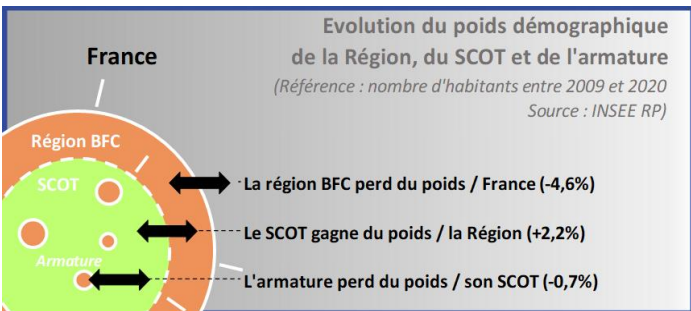 Evolution du poids démographique
de la Région, du SCOT et de l'armature
(Référence : nombre d'habitants entre 2009 et 2020
Source : INSEE RP)
France
Région BFC
SCOT
Armature
La région BFC perd du poids / France (-4,6%)
Le SCOT gagne du poids / la Région (+2,2%)
L'armature perd du poids / son SCOT (-0,7%)